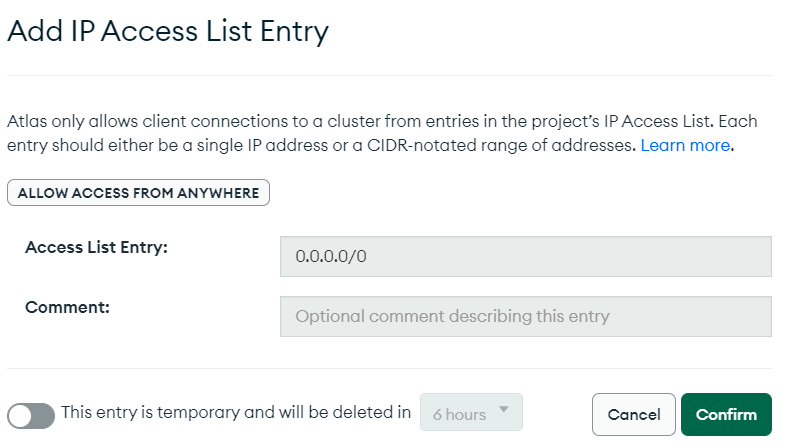 Add IP Access List Entry
Atlas only allows client connections to a cluster from entries in the project's IP Access List. Each
entry should either be a single IP address or a CIDR-notated range of addresses. Learn more.
ALLOW ACCESS FROM ANYWHERE
Access List Entry:
0.0.0.0/0
Comment:
Optional comment describing this entry
This entry is temporary and will be deleted in 6 hours
Cancel
Confirm